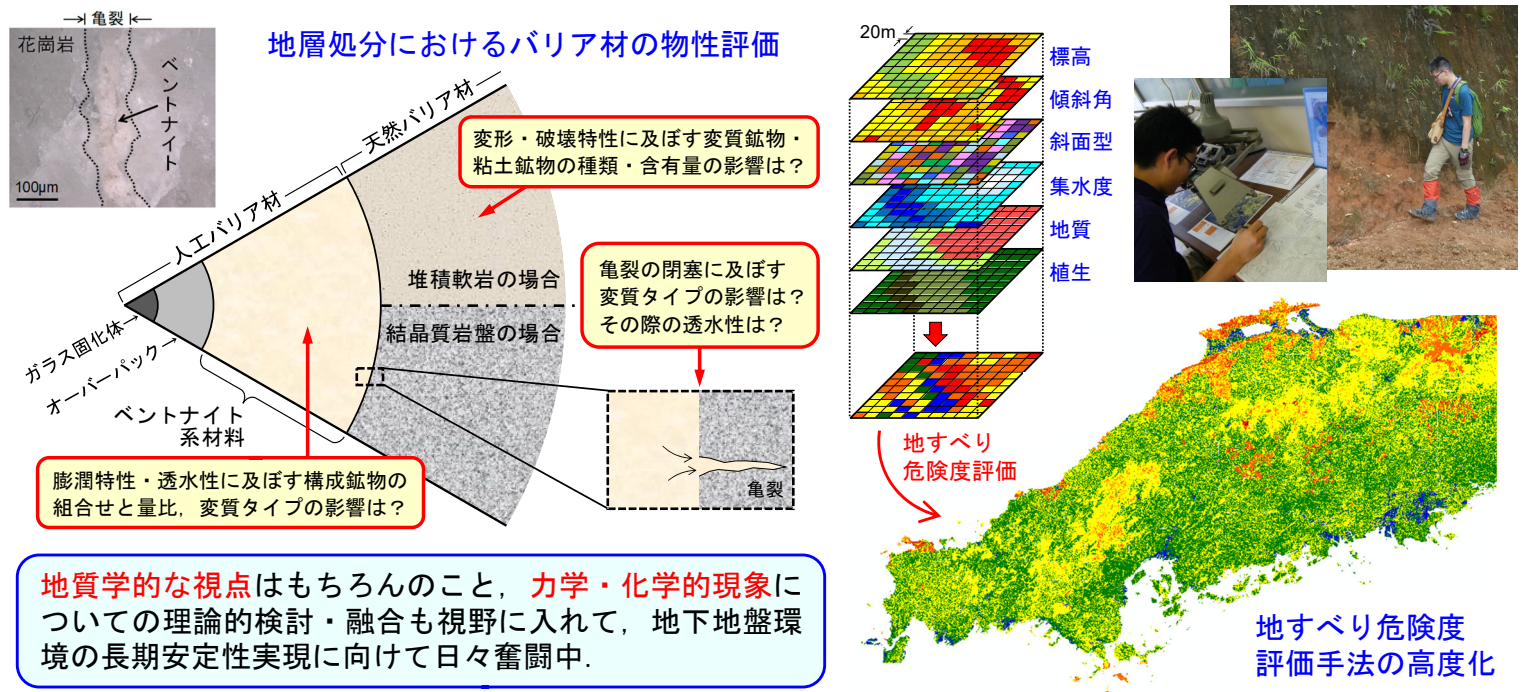 亀裂
花崗岩
ベントナイト
100μm
地層処分におけるバリア材の物性評価
天然バリア材
人工バリア材
変形・破壊特性に及ぼす変質鉱物・
粘土鉱物の種類・含有量の影響は?
堆積軟岩の場合
結晶質岩盤の場合
亀裂の閉塞に及ぼす
変質タイプの影響は?
その際の透水性は?
ガラス固化体
オーバーパック
ベントナイト
系材料
亀裂
膨潤特性・透水性に及ぼす構成鉱物の
組合せと量比,変質タイプの影響は?
地質学的な視点はもちろんのこと,力学・化学的現象に
ついての理論的検討・融合も視野に入れて,地下地盤環
境の長期安定性実現に向けて日々奮闘中.
20m
標高
傾斜角
斜面型
集水度
地質
植生
地すべり
危険度評価
地すべり危険度
評価手法の高度化